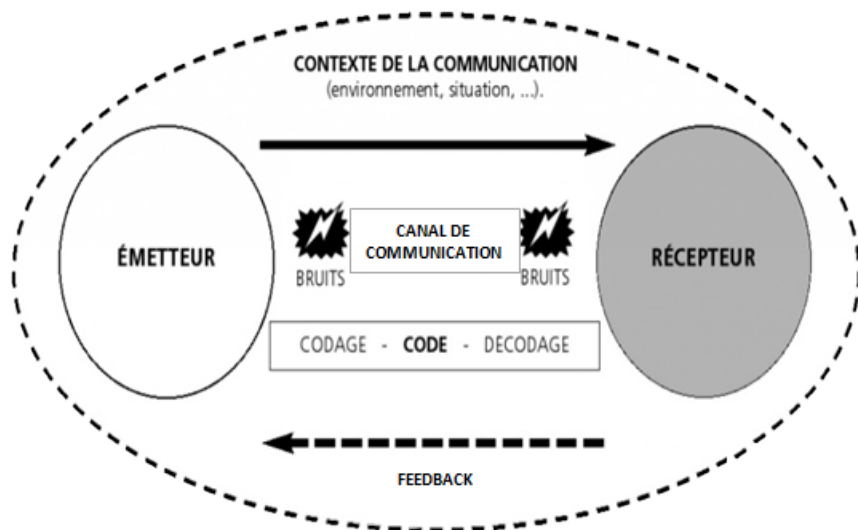 CONTEXTE DE LA COMMUNICATION
(environnement, situation, ...).
ÉMETTEUR
BRUITS
CANAL DE
COMMUNICATION
BRUITS
RÉCEPTEUR
CODAGE - CODE - DECODAGE
FEEDBACK